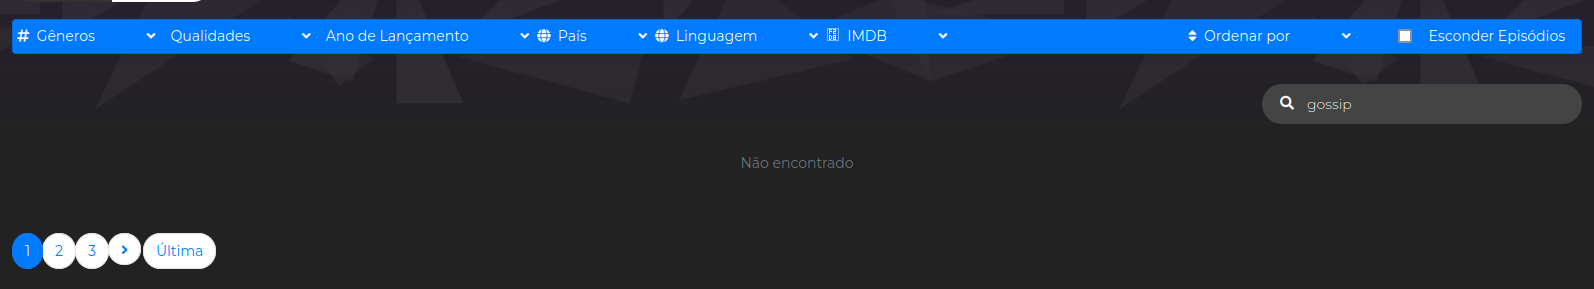 Gêneros Qualidades Ano de Lançamento País Linguagem IMDB Ordenar por Esconder Episódios
gossip
Não encontrado
1 2 3 Última